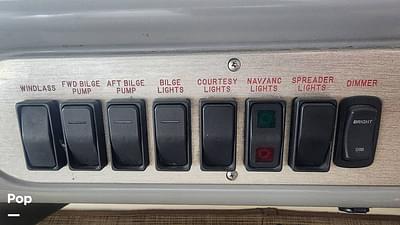 WINDLASS
FWD BILGE
PUMP
AFT BILGE
PUMP
BILGE
LIGHTS
COURTESY
LIGHTS
NAV/ANC
LIGHTS
SPREADER
LIGHTS
DIMMER
BRIGHT
DIM
Pop